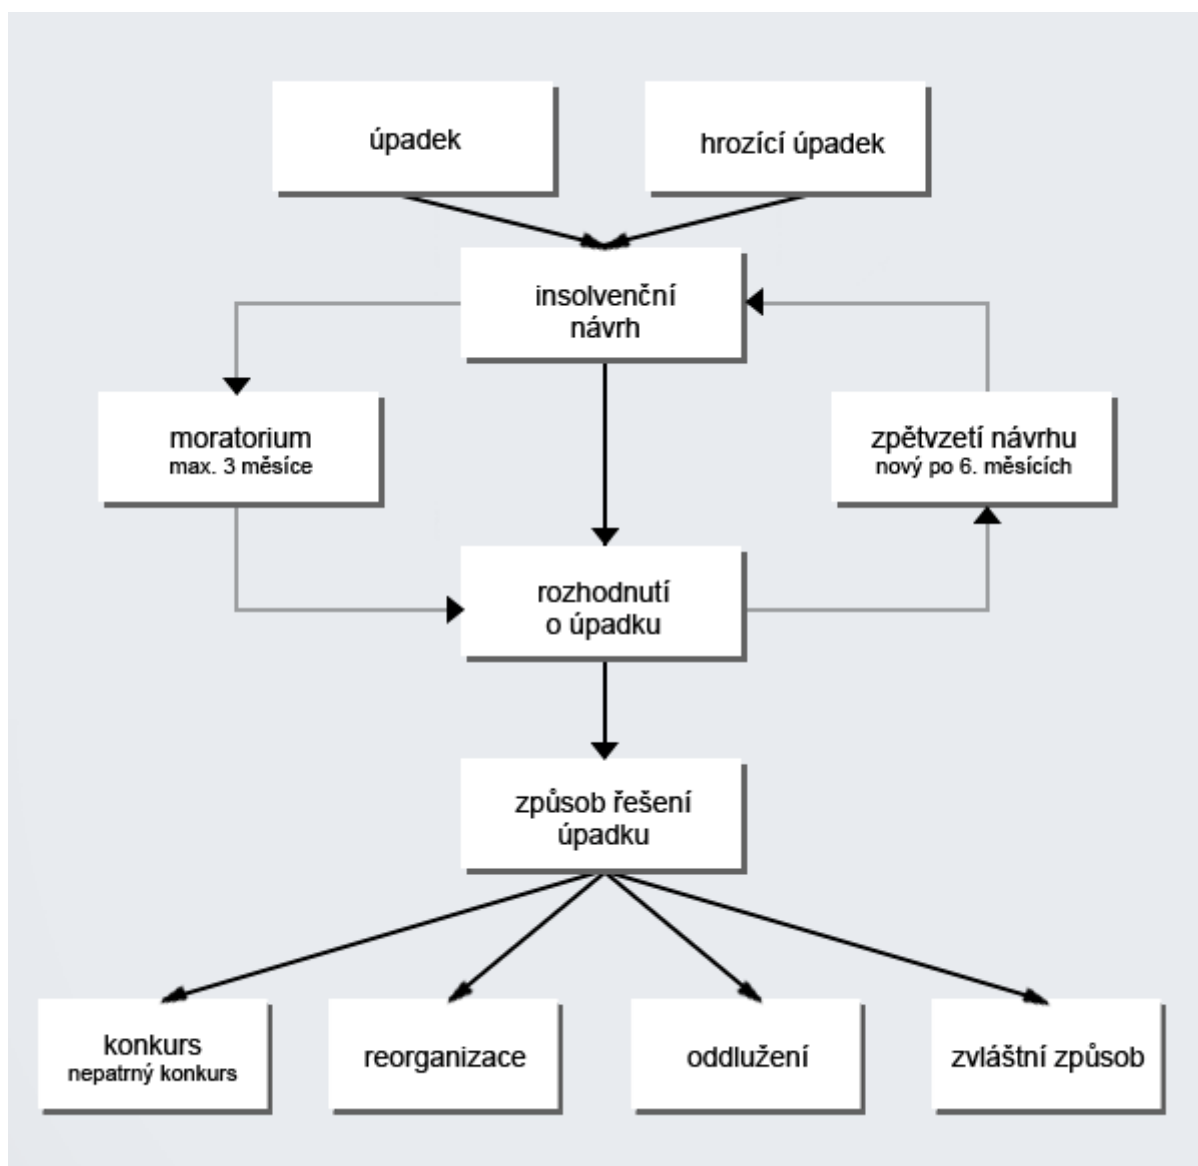 úpadek
hrozící úpadek
insolvenční
návrh
moratorium
max. 3 měsíce
zpětvzetí návrhu
nový po 6. měsících
rozhodnutí
o úpadku
způsob řešení
úpadku
konkurs
nepatrný konkurs
reorganizace
oddlužení
zvláštní způsob